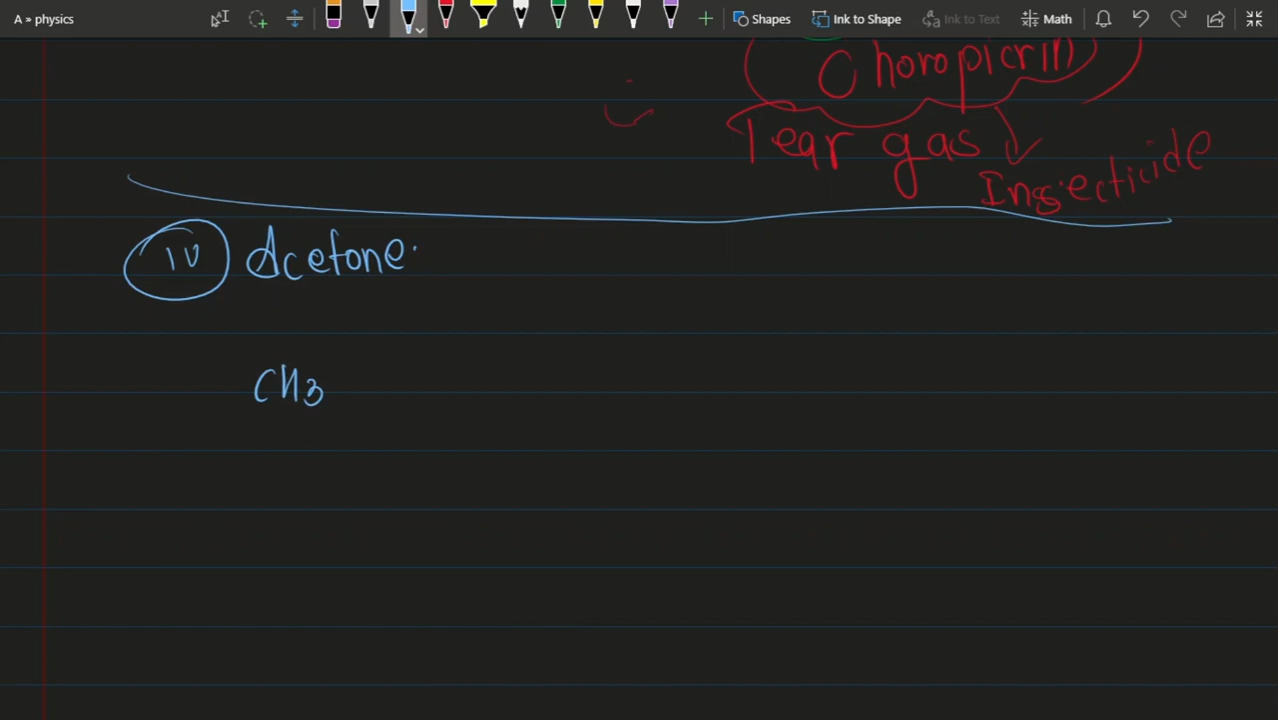 A » physics
Shapes
Ink to Shape
Ink to Text
Math
Choropicrin
Tear gas
Insecticide
IV Acetone
CH3